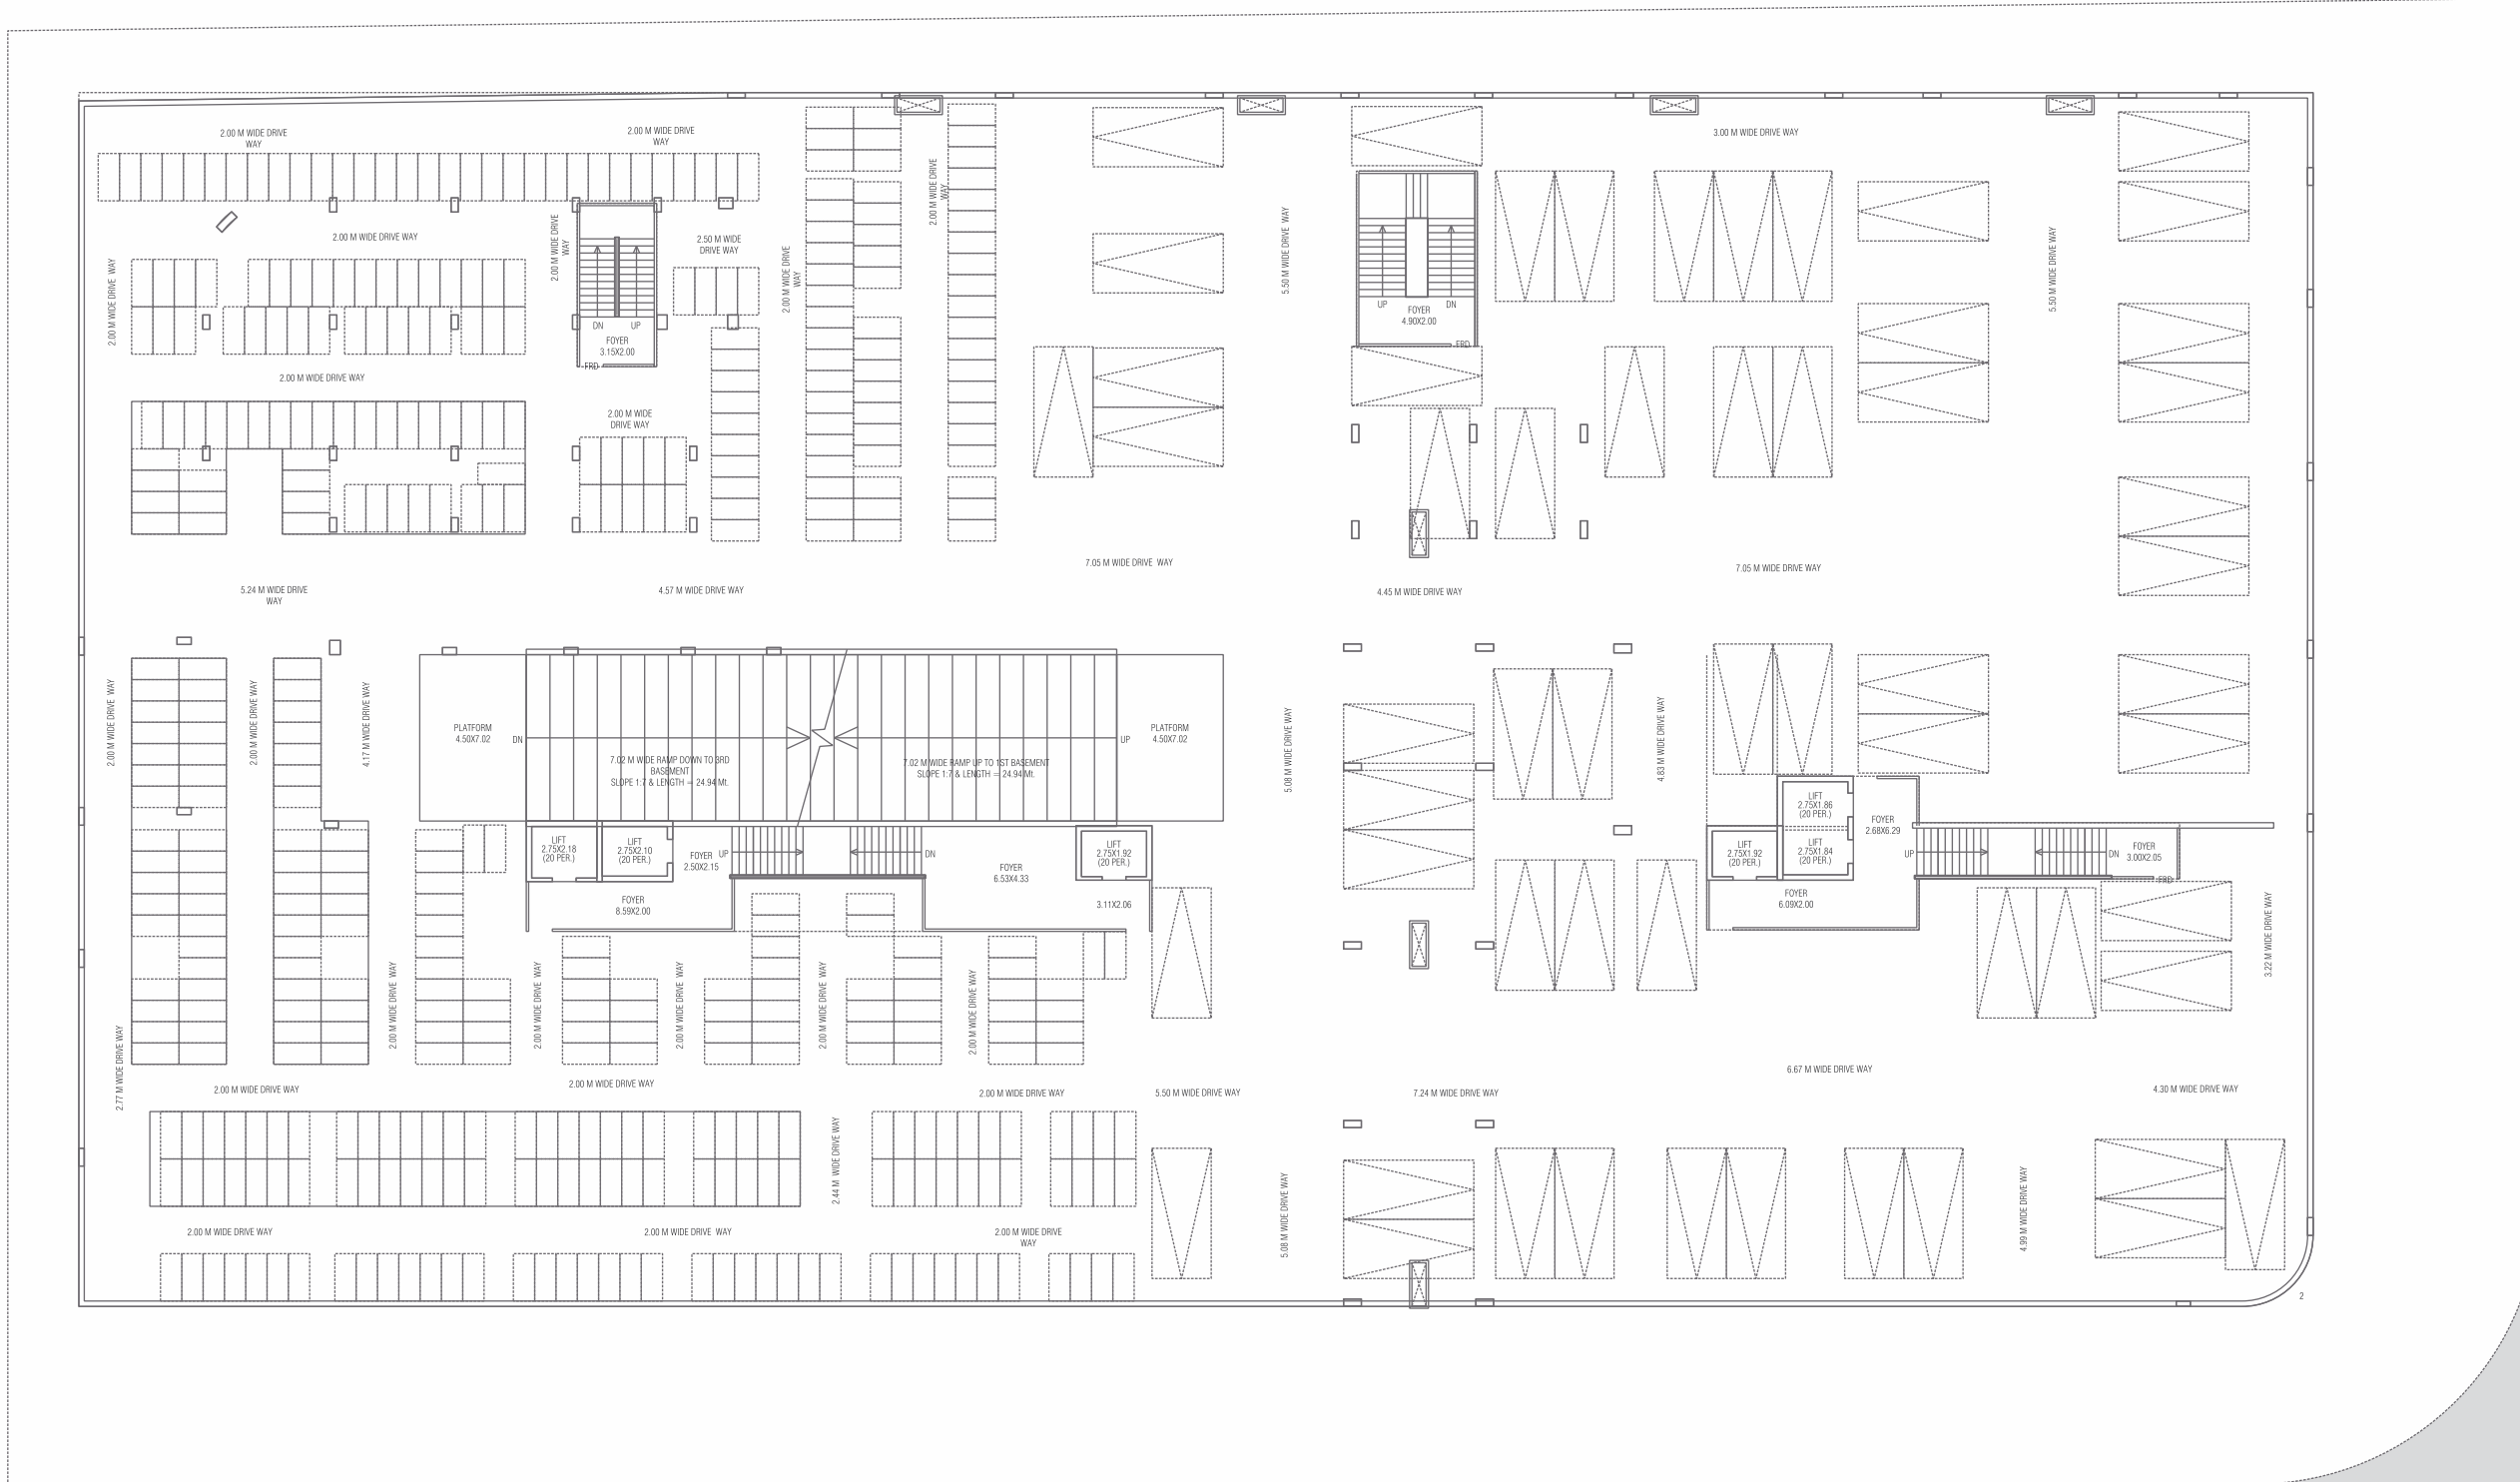 2.00 M WIDE DRIVE
WAY
2.00 M WIDE DRIVE
WAY
3.00 M WIDE DRIVE WAY
2.00 M WIDE DRIVE
WAY
2.00 M WIDE DRIVE WAY
2.00 M WIDE DRIVE
WAY
2.50 M WIDE
DRIVE WAY
2.00 M WIDE DRIVE
WAY
5.50 M WIDE DRIVE WAY
5.50 M WIDE DRIVE WAY
2.00 M WIDE DRIVE WAY
UP
DN
FOYER
4.90X2.00
FRD
DN
UP
FOYER
3.15X2.00
FRD
2.00 M WIDE DRIVE WAY
2.00 M WIDE
DRIVE WAY
7.05 M WIDE DRIVE WAY
7.05 M WIDE DRIVE WAY
5.24 M WIDE DRIVE
WAY
4.57 M WIDE DRIVE WAY
4.45 M WIDE DRIVE WAY
2.00 M WIDE DRIVE WAY
2.00 M WIDE DRIVE WAY
4.17 M WIDE DRIVE WAY
PLATFORM
4.50X7.02
DN
7.02 M WIDE RAMP DOWN TO 3RD
BASEMENT
SLOPE 1:7 & LENGTH = 24.94 Mt.
7.02 M WIDE RAMP UP TO 1ST BASEMENT
SLOPE 1:7 & LENGTH = 24.94 Mt.
UP
PLATFORM
4.50X7.02
5.08 M WIDE DRIVE WAY
4.83 M WIDE DRIVE WAY
LIFT
2.75X2.18
(20 PER.)
LIFT
2.75X2.10
(20 PER.)
FOYER
2.50X2.15
UP
DN
FOYER
6.53X4.33
LIFT
2.75X1.92
(20 PER.)
FOYER
8.59X2.00
3.11X2.06
LIFT
2.75X1.86
(20 PER.)
LIFT
2.75X1.92
(20 PER.)
LIFT
2.75X1.84
(20 PER.)
FOYER
2.68X6.29
UP
DN
FOYER
3.00X2.05
FRD
FOYER
6.09X2.00
3.22 M WIDE DRIVE WAY
2.77 M WIDE DRIVE WAY
2.00 M WIDE DRIVE WAY
2.00 M WIDE DRIVE WAY
2.00 M WIDE DRIVE WAY
2.00 M WIDE DRIVE WAY
2.00 M WIDE DRIVE WAY
2.00 M WIDE DRIVE WAY
2.00 M WIDE DRIVE WAY
2.00 M WIDE DRIVE WAY
5.50 M WIDE DRIVE WAY
7.24 M WIDE DRIVE WAY
6.67 M WIDE DRIVE WAY
4.30 M WIDE DRIVE WAY
2.44 M WIDE DRIVE WAY
5.08 M WIDE DRIVE WAY
4.99 M WIDE DRIVE WAY
2.00 M WIDE DRIVE WAY
2.00 M WIDE DRIVE WAY
2.00 M WIDE DRIVE
WAY
2